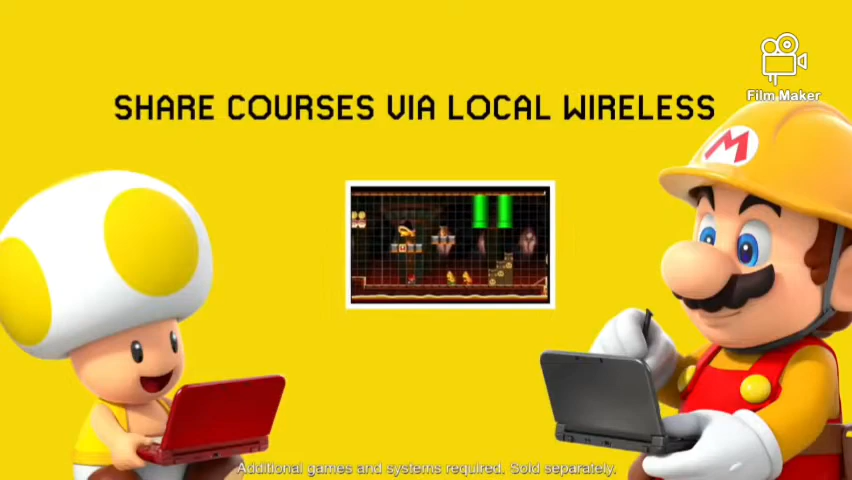 Film Maker
SHARE COURSES VIA LOCAL WIRELESS
M
Additional games and systems required. Sold separately.